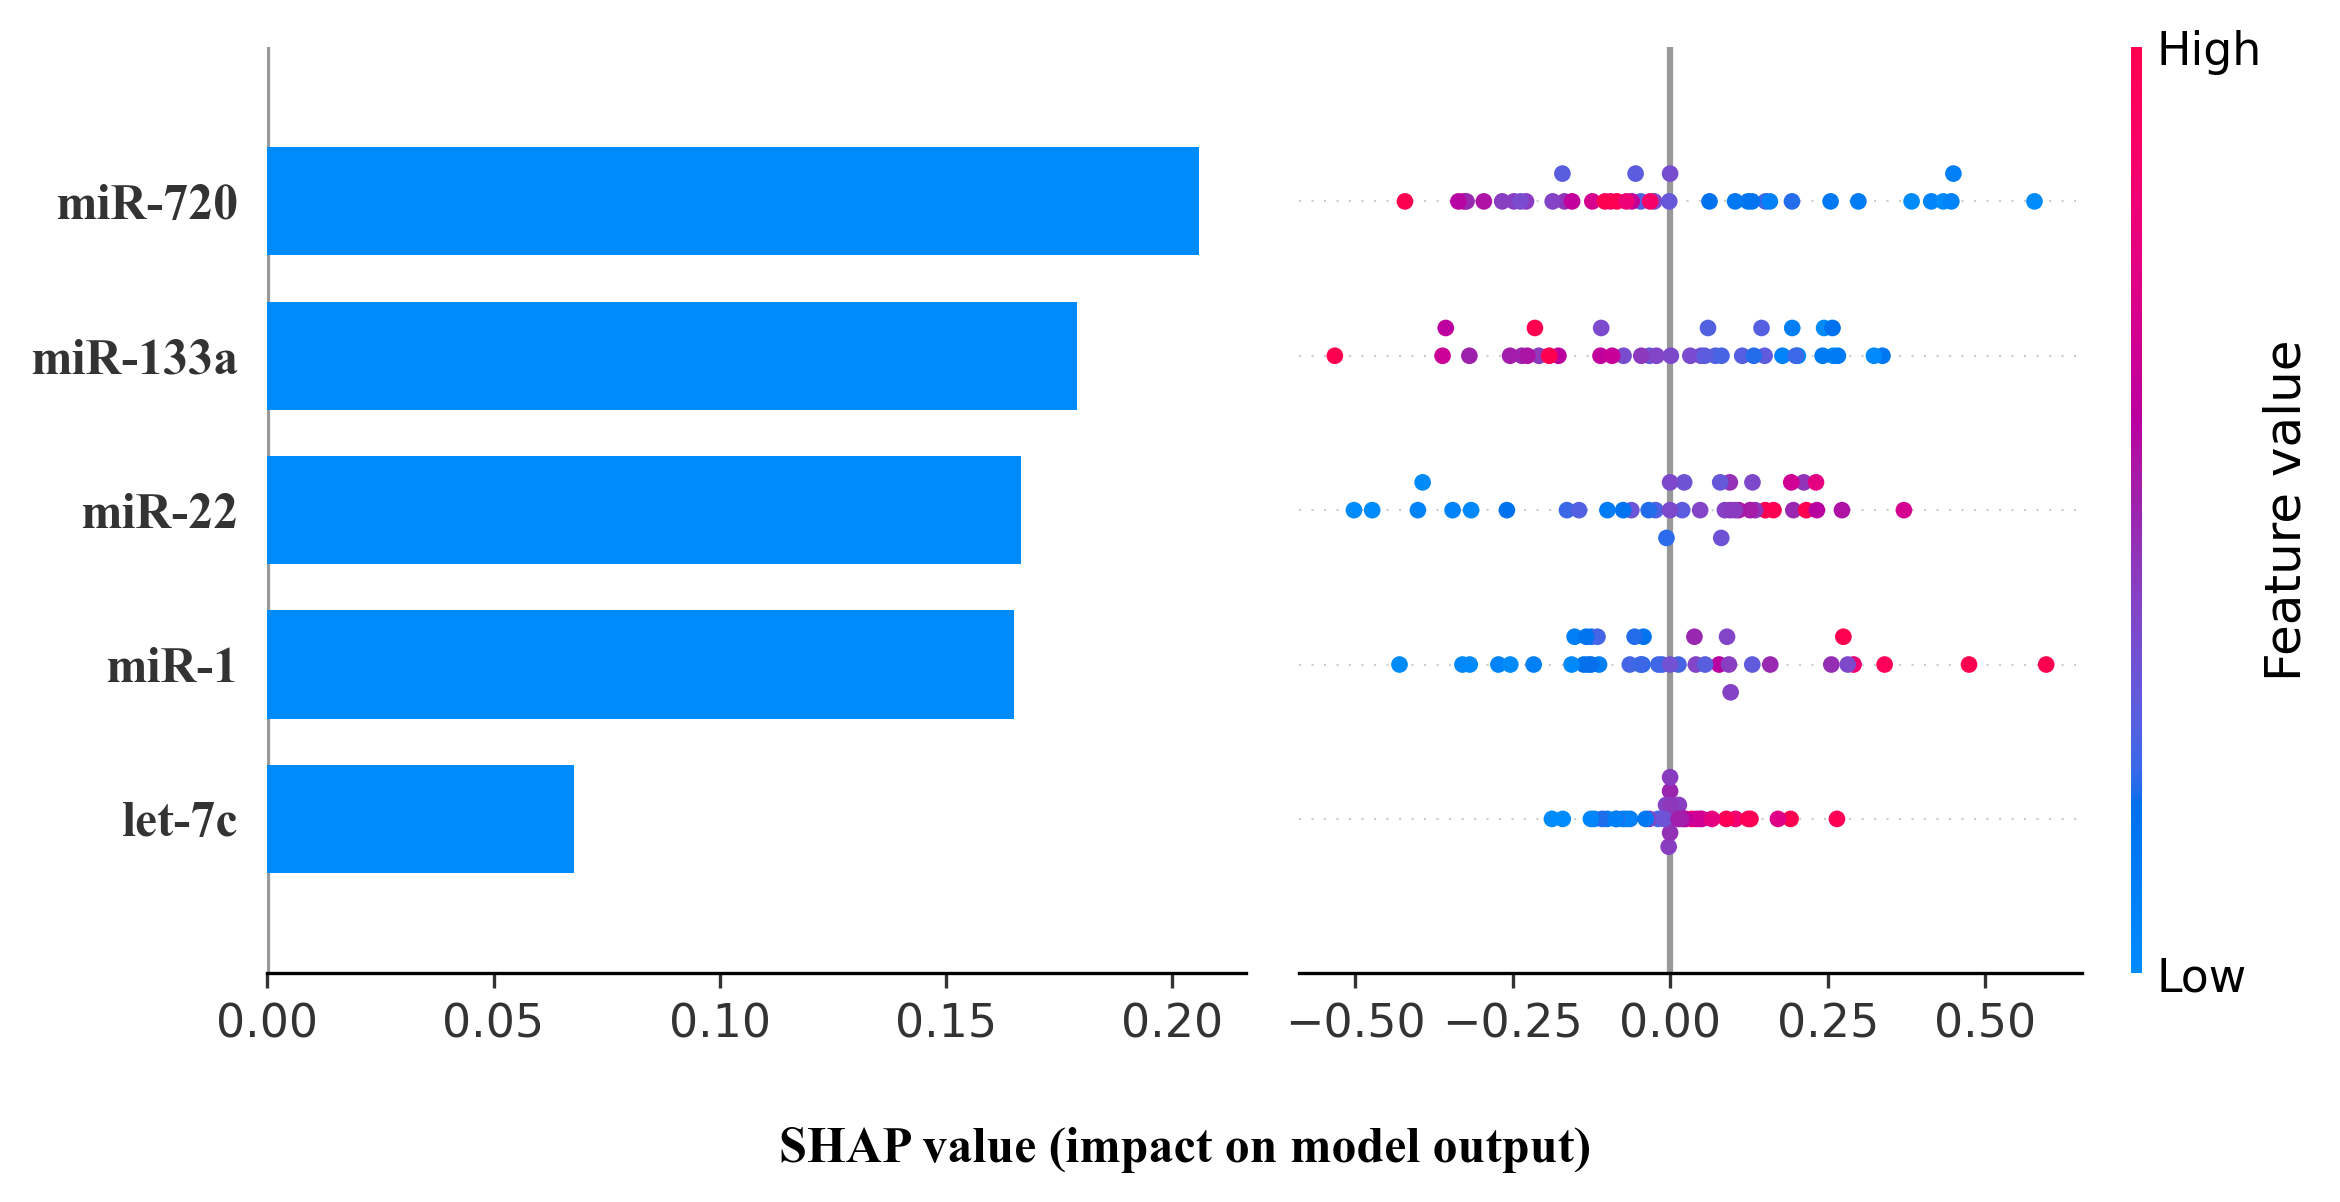 miR-720
miR-133a
miR-22
miR-1
let-7c
0.00 0.05 0.10 0.15 0.20
−0.50 −0.25 0.00 0.25 0.50
High
Feature value
Low
SHAP value (impact on model output)